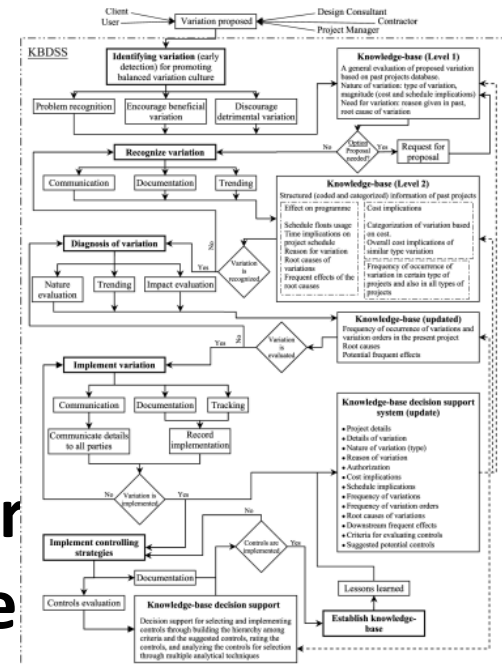 Client
User
Variation proposed
Design Consultant
Contractor
Project Manager
KBDSS
Identifying variation (early
detection) for promoting
balanced variation culture
Problem recognition
Encourage beneficial
variation
Discourage
detrimental variation
Knowledge-base (Level 1)
A general evaluation of proposed variation
based on past projects database.
Nature of variation: type of variation,
magnitude (cost and schedule implications)
Need for variation: reason given in past,
root cause of variation
Option
Proposal
needed?
No
Yes
Request for
proposal
Recognize variation
Communication
Documentation
Trending
Knowledge-base (Level 2)
Structured (coded and categorized) information of past projects
Effect on programme
Schedule floats usage
Time implications on
project schedule
Reason for variation
Root causes of
variations
Frequent effects of the
root causes
Cost implications
Categorization of variation based
on cost.
Overall cost implications of
similar type variation
Frequency of occurrence of
variation in certain type of
projects and also in all types of
projects
No
Variation
is
recognized
Yes
Diagnosis of variation
Nature
evaluation
Trending
Impact evaluation
Knowledge-base (updated)
Frequency of occurrence of variations and
variation orders in the present project
Root causes
Potential frequent effects
Yes
No
Variation
is
evaluated
Implement variation
Communication
Documentation
Tracking
Communicate details
to all parties
Record
implementation
No
Variation is
implemented
Yes
Knowledge-base decision support
system (update)
• Project details
• Details of variation
• Nature of variation (type)
• Reason of variation
• Authorization
• Cost implications
• Schedule implications
• Frequency of variations
• Frequency of variation orders
• Root causes of variations
• Downstream frequent effects
• Criteria for evaluating controls
• Suggested potential controls
r
e
Implement controlling
strategies
No
Controls are
implemented
Yes
Documentation
Controls evaluation
Knowledge-base decision support
Decision support for selecting and implementing
controls through building the hierarchy among
criteria and the suggested controls, rating the
controls, and analyzing the controls for selection
through multiple analytical techniques
Lessons learned
Establish knowledge-
base